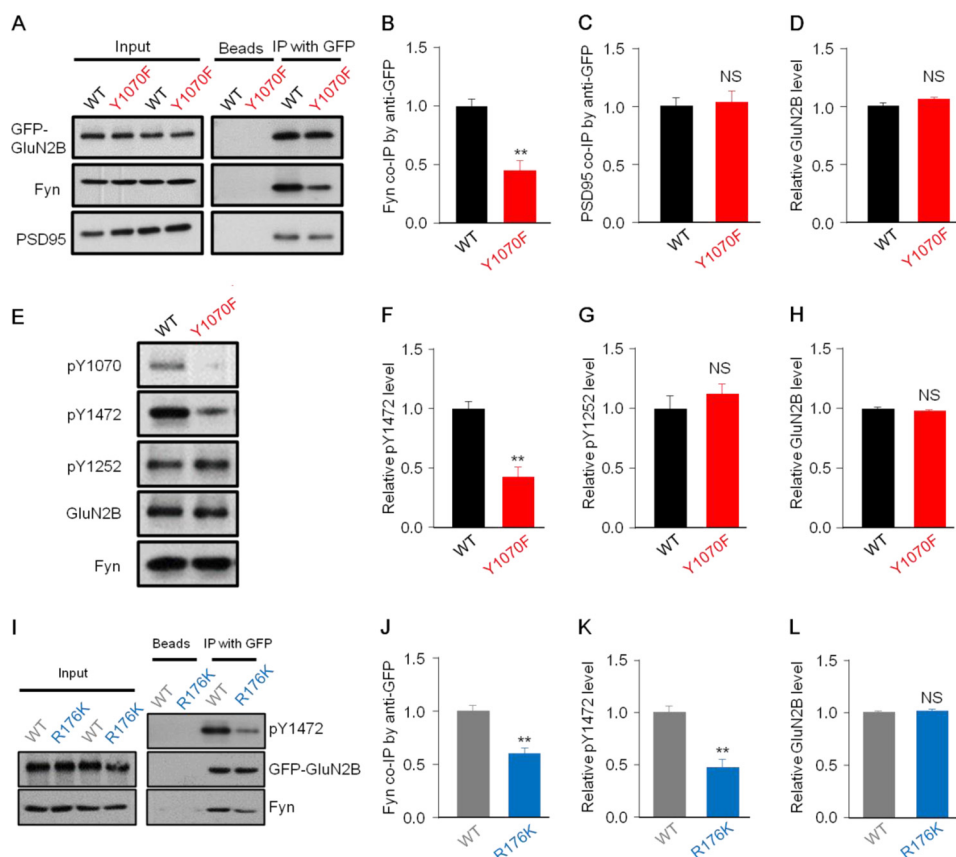 A
Input
Beads
IP with GFP
WT
Y1070F
WT
Y1070F
WT
Y1070F
WT
Y1070F
GFP-
GluN2B
Fyn
PSD95
B
Fyn co-IP by anti-GFP
1.5
1.0
0.5
0.0
**
WT
Y1070F
C
PSD95 co-IP by anti-GFP
1.5
1.0
0.5
0.0
NS
WT
Y1070F
D
Relative GluN2B level
1.5
1.0
0.5
0.0
NS
WT
Y1070F
E
WT
Y1070F
pY1070
pY1472
pY1252
GluN2B
Fyn
F
Relative pY1472 level
1.5
1.0
0.5
0.0
**
WT
Y1070F
G
Relative pY1252 level
1.5
1.0
0.5
0.0
NS
WT
Y1070F
H
Relative GluN2B level
1.5
1.0
0.5
0.0
NS
WT
Y1070F
I
Input
Beads
IP with GFP
WT
R176K
WT
R176K
WT
R176K
WT
R176K
pY1472
GFP-GluN2B
Fyn
J
Fyn co-IP by anti-GFP
1.5
1.0
0.5
0.0
**
WT
R176K
K
Relative pY1472 level
1.5
1.0
0.5
0.0
**
WT
R176K
L
Relative GluN2B level
1.5
1.0
0.5
0.0
NS
WT
R176K